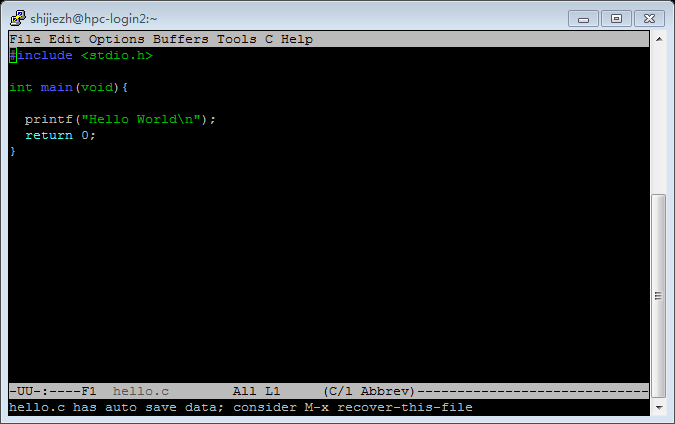 shijiezh@hpc-login2:~
File Edit Options Buffers Tools C Help
#include <stdio.h>
int main(void){
printf("Hello World\n");
return 0;
}
-UU-:----F1  hello.c        All L1     (C/l Abbrev)-----------------------------
hello.c has auto save data; consider M-x recover-this-file